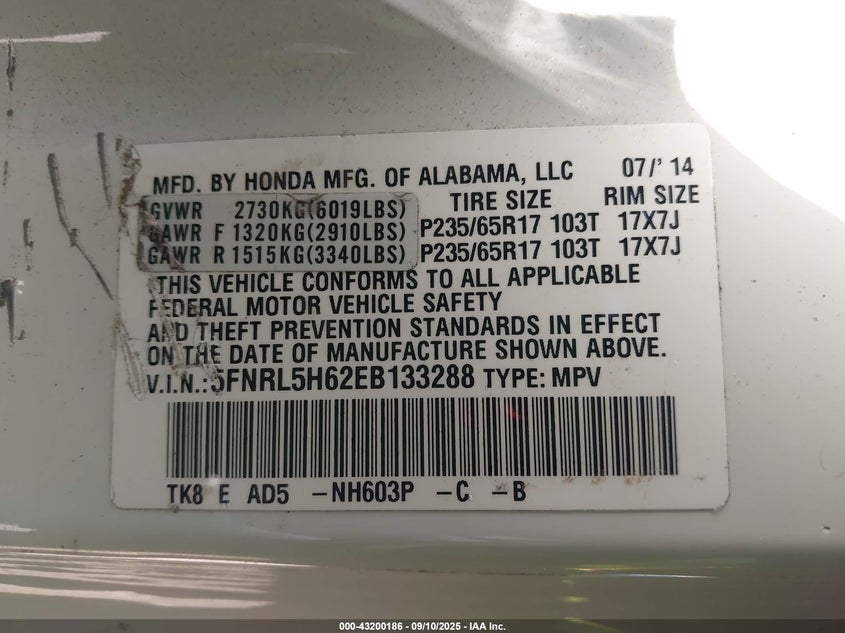 MFD. BY HONDA MFG. OF ALABAMA, LLC 07/' 14
TIRE SIZE RIM SIZE
GVWR 2730KG(6019LBS)
GAWR F 1320KG(2910LBS) P235/65R17 103T 17X7J
GAWR R 1515KG(3340LBS) P235/65R17 103T 17X7J
THIS VEHICLE CONFORMS TO ALL APPLICABLE
FEDERAL MOTOR VEHICLE SAFETY
AND THEFT PREVENTION STANDARDS IN EFFECT
ON THE DATE OF MANUFACTURE SHOWN ABOVE.
V.I.N.:5FNRL5H62EB133288 TYPE: MPV
TK8 E AD5 -NH603P -C -B
000-43200186 - 09/10/2025 - IAA Inc.